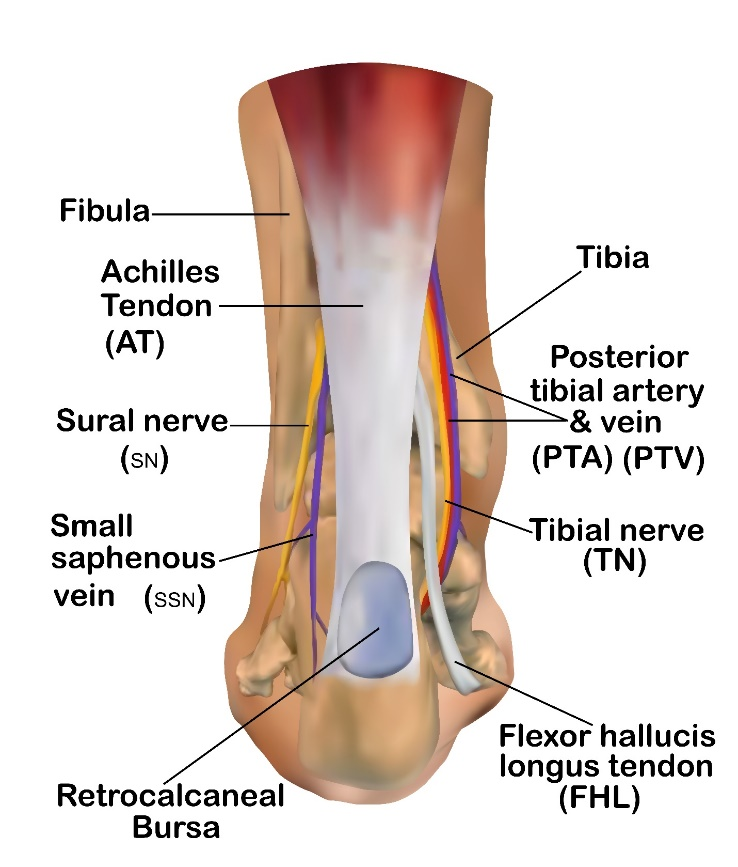 Fibula
Achilles
Tendon
(AT)
Sural nerve
(SN)
Small
saphenous
vein (SSN)
Retrocalcaneal
Bursa
Tibia
Posterior
tibial artery
& vein
(PTA) (PTV)
Tibial nerve
(TN)
Flexor hallucis
longus tendon
(FHL)